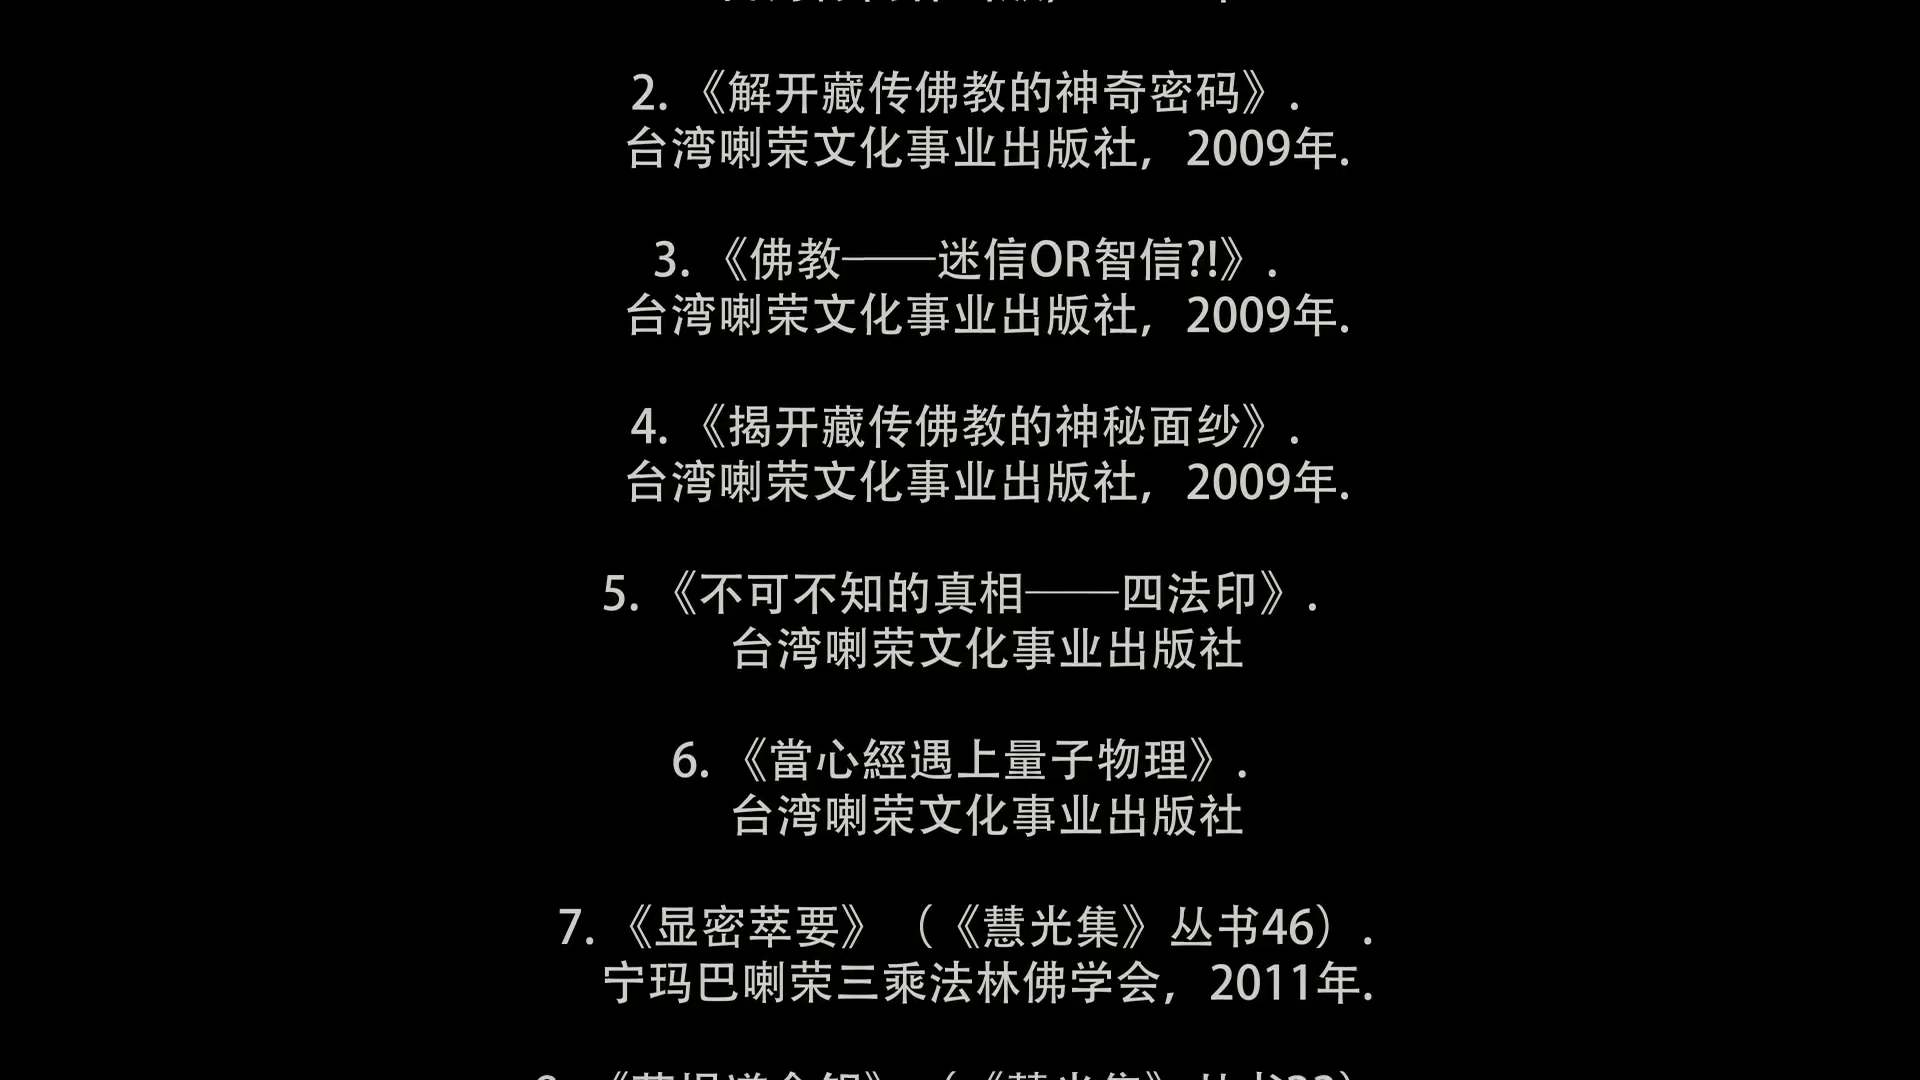 2. 《解开藏传佛教的神奇密码》.
台湾喇荣文化事业出版社，2009年.
3. 《佛教——迷信OR智信?!》.
台湾喇荣文化事业出版社，2009年.
4. 《揭开藏传佛教的神秘面纱》.
台湾喇荣文化事业出版社，2009年.
5. 《不可不知的真相——四法印》.
台湾喇荣文化事业出版社
6. 《當心經遇上量子物理》.
台湾喇荣文化事业出版社
7. 《显密萃要》（《慧光集》丛书46）.
宁玛巴喇荣三乘法林佛学会，2011年.